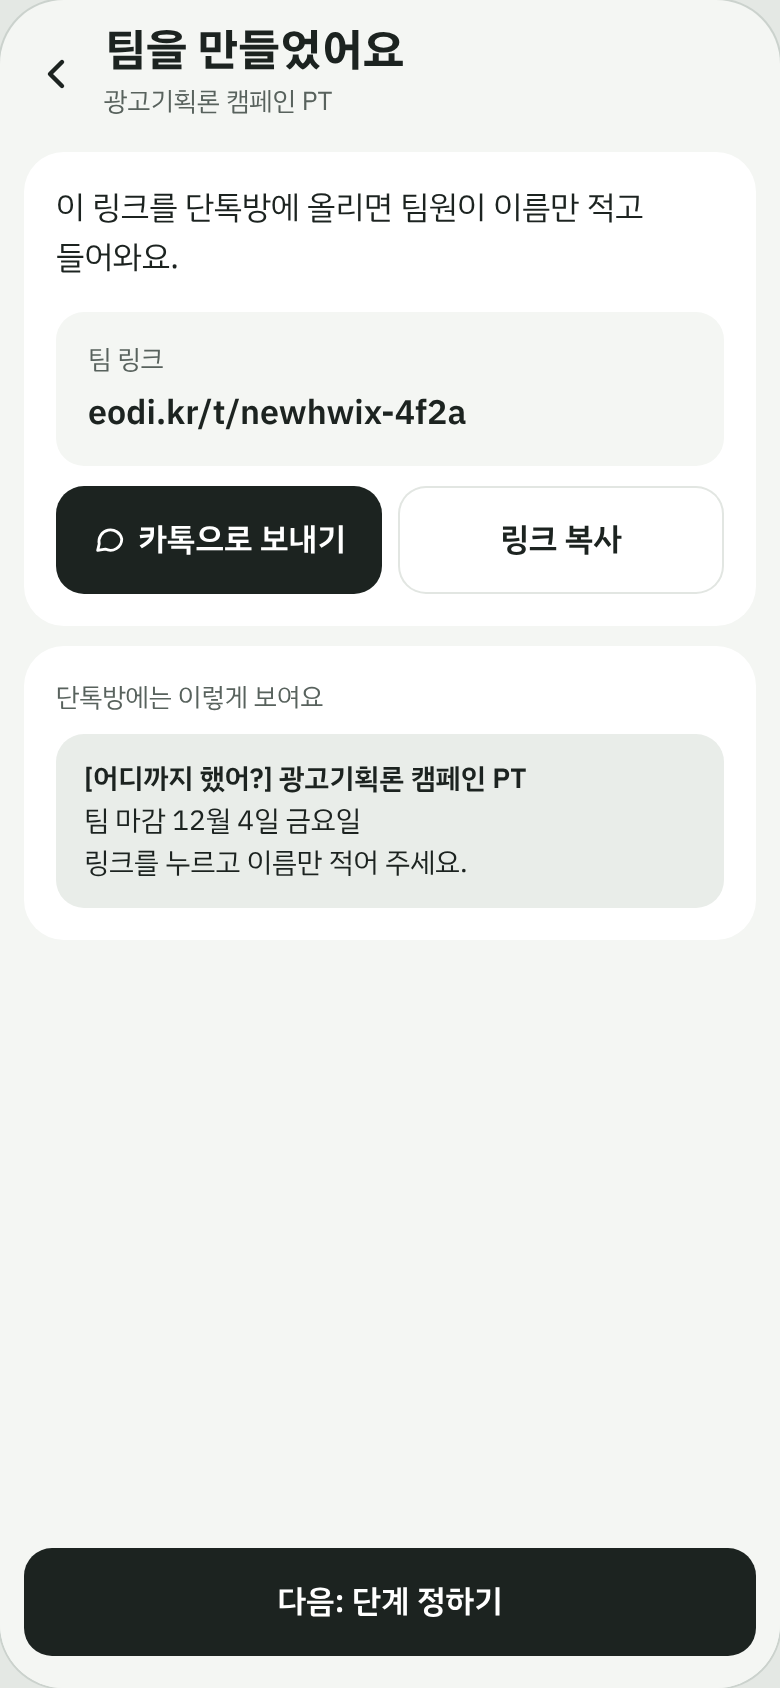 팀을 만들었어요
광고기획론 캠페인 PT
이 링크를 단톡방에 올리면 팀원이 이름만 적고
들어와요.
팀 링크
eodi.kr/t/newhwix-4f2a
카톡으로 보내기
링크 복사
단톡방에는 이렇게 보여요
[어디까지 했어?] 광고기획론 캠페인 PT
팀 마감 12월 4일 금요일
링크를 누르고 이름만 적어 주세요.
다음: 단계 정하기